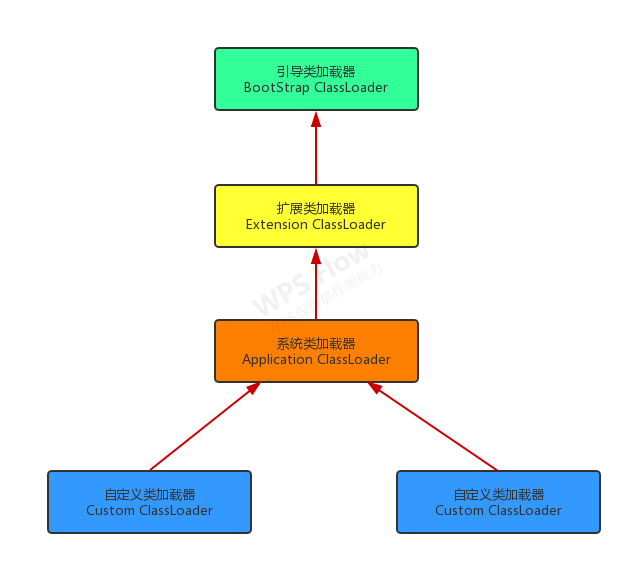 引导类加载器
BootStrap ClassLoader
扩展类加载器
Extension ClassLoader
WPS Flow
系统类加载器
Application ClassLoader
自定义类加载器
Custom ClassLoader
自定义类加载器
Custom ClassLoader